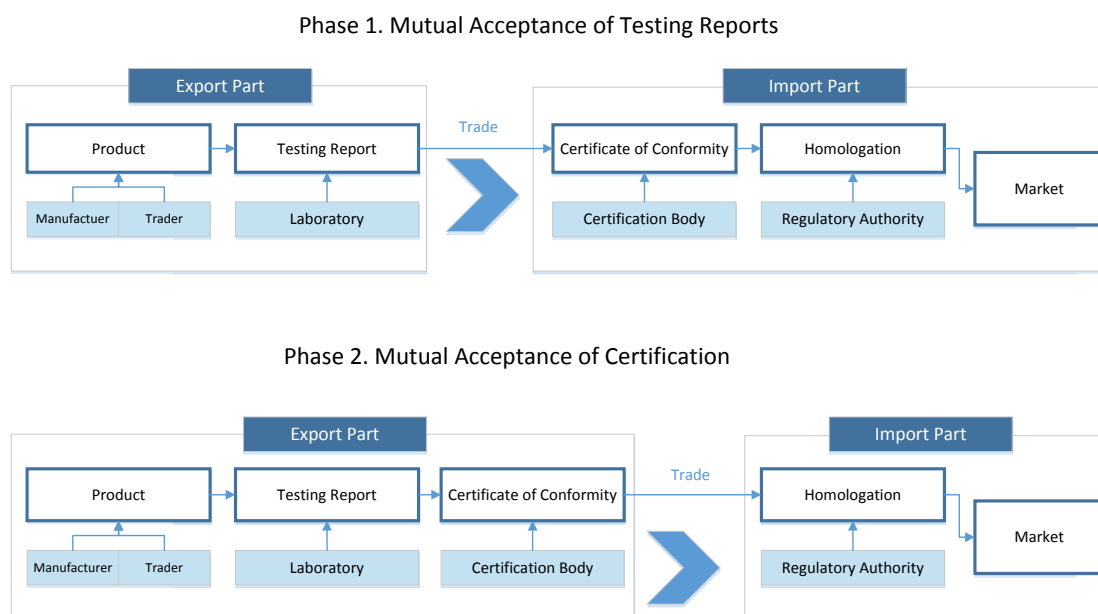 Phase 1. Mutual Acceptance of Testing Reports
Export Part
Import Part
Trade
Product
Testing Report
Certificate of Conformity
Homologation
Market
Manufactuer
Trader
Laboratory
Certification Body
Regulatory Authority
Phase 2. Mutual Acceptance of Certification
Export Part
Import Part
Trade
Product
Testing Report
Certificate of Conformity
Homologation
Market
Manufacturer
Trader
Laboratory
Certification Body
Regulatory Authority